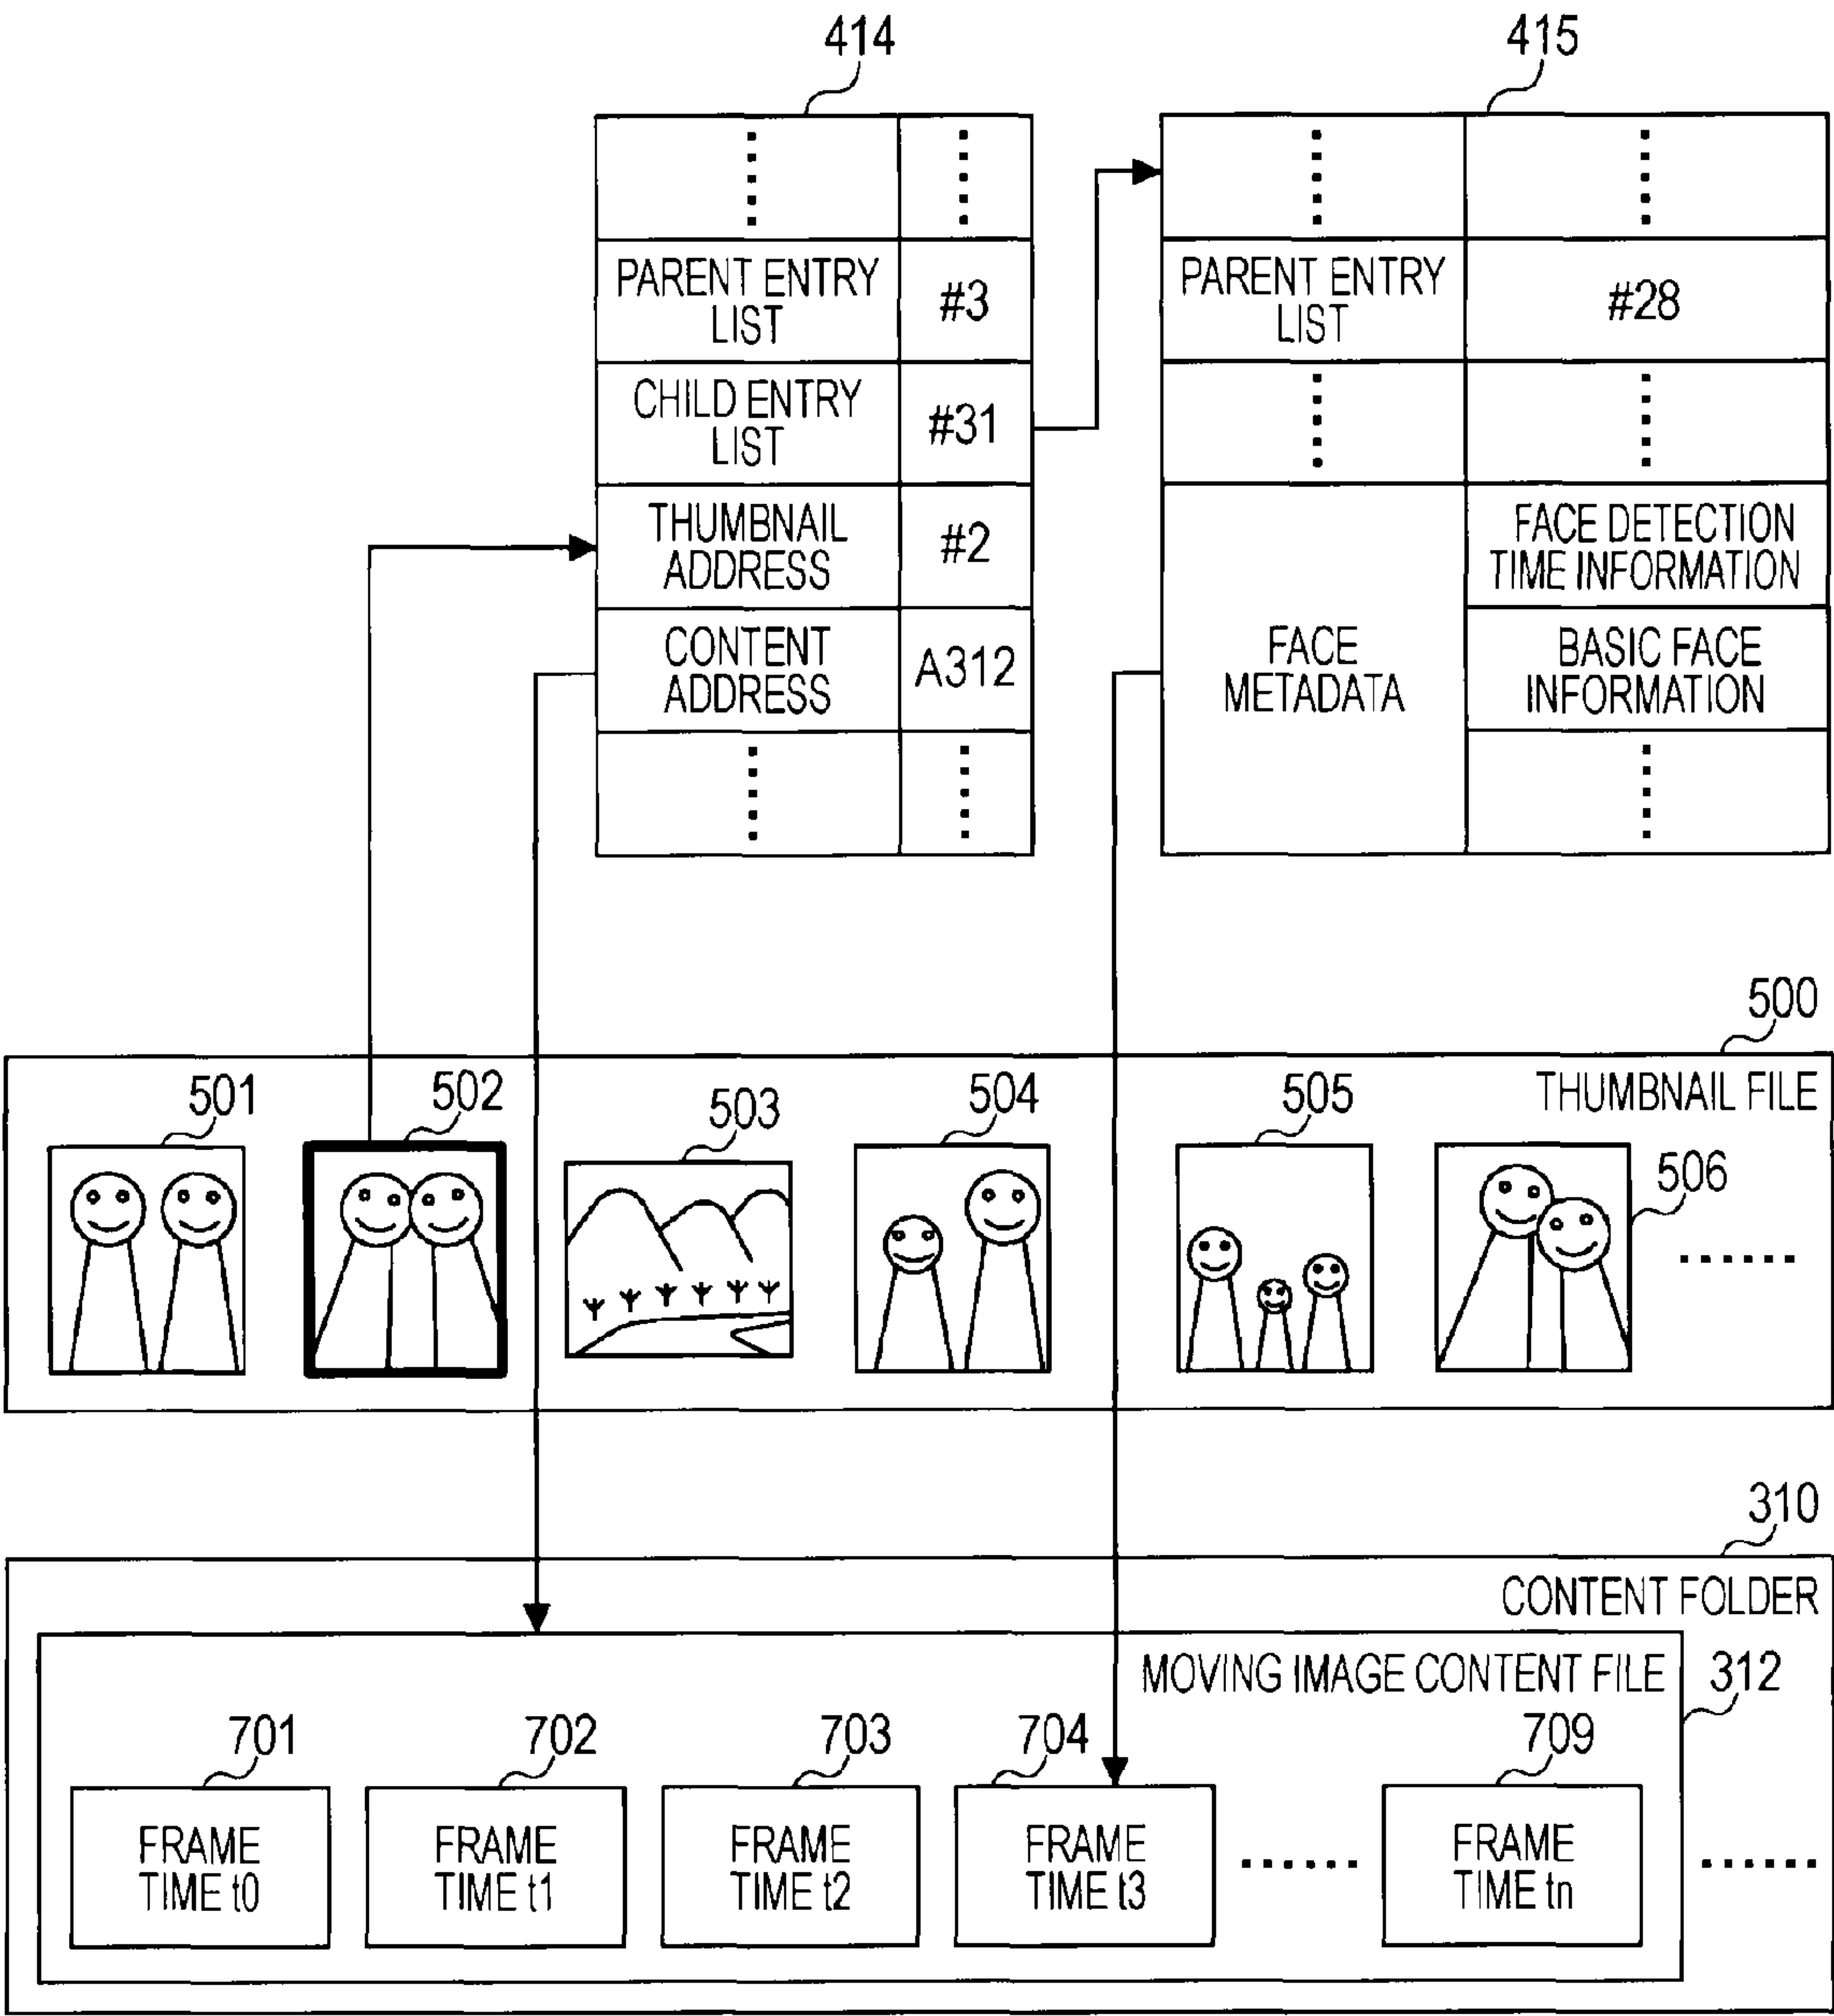 414
415
PARENT ENTRY
LIST
#3
CHILD ENTRY
LIST
#31
THUMBNAIL
ADDRESS
#2
CONTENT
ADDRESS
A312
PARENT ENTRY
LIST
#28
FACE
METADATA
FACE DETECTION
TIME INFORMATION
BASIC FACE
INFORMATION
500
THUMBNAIL FILE
501
502
503
504
505
506
310
CONTENT FOLDER
MOVING IMAGE CONTENT FILE
312
701
702
703
704
709
FRAME
TIME t0
FRAME
TIME t1
FRAME
TIME t2
FRAME
TIME t3
FRAME
TIME tn